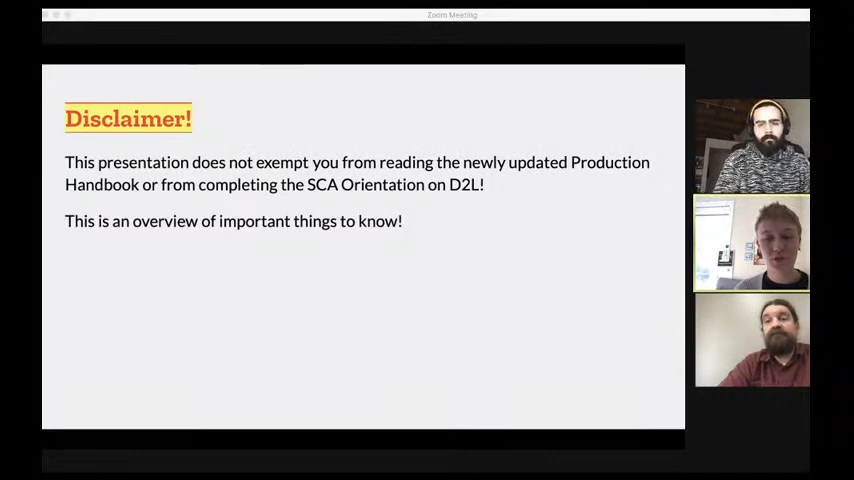 Zoom Meeting
Disclaimer!
This presentation does not exempt you from reading the newly updated Production
Handbook or from completing the SCA Orientation on D2L!
This is an overview of important things to know!